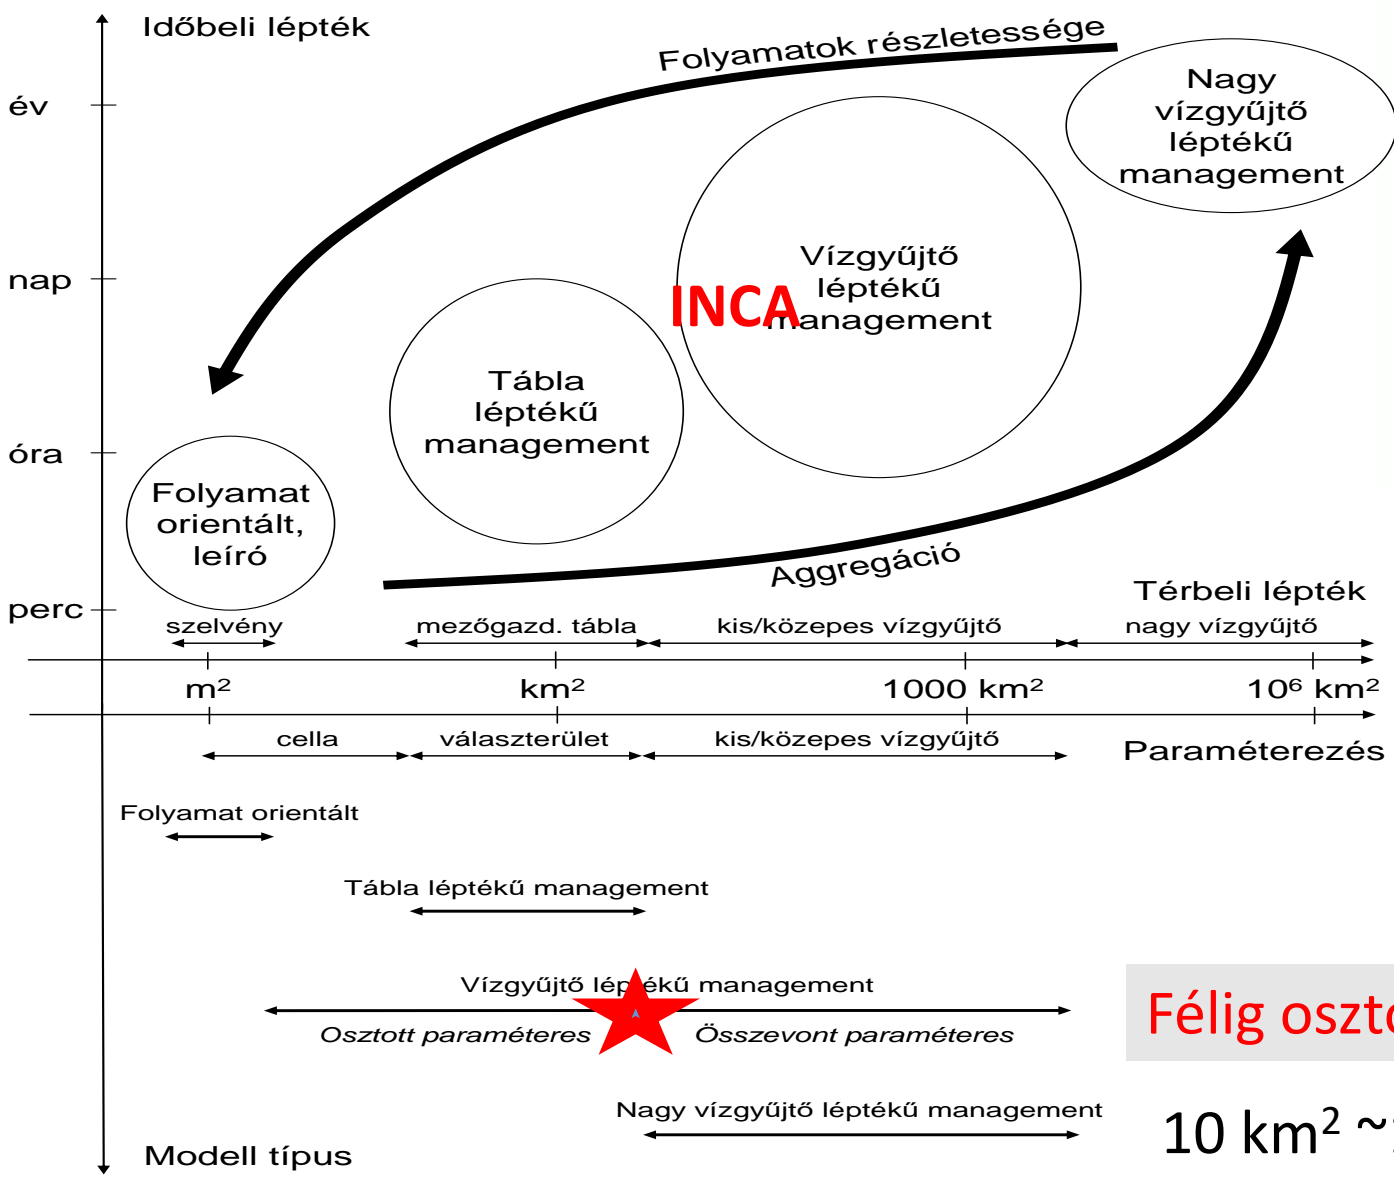 Időbeli lépték
Folyamatok részletessége
év
Nagy
vízgyűjtő
léptékű
management
nap
Vízgyűjtő
léptékű
management
INCA
Tábla
léptékű
management
óra
Folyamat
orientált,
leíró
Aggregáció
perc
Térbeli lépték
szelvény
mezőgazd. tábla
kis/közepes vízgyűjtő
nagy vízgyűjtő
m²
km²
1000 km²
10⁶ km²
cella
választerület
kis/közepes vízgyűjtő
Paraméterezés
Folyamat orientált
Tábla léptékű management
Vízgyűjtő léptékű management
Osztott paraméteres
Összevont paraméteres
Félig
Nagy vízgyűjtő léptékű management
10 km² ~
Modell típus